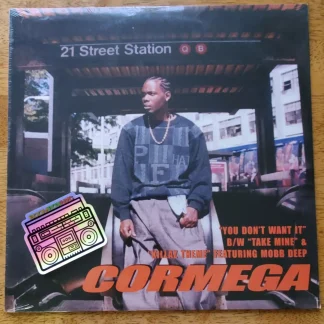 21 Street Station Q B
"YOU DON'T WANT IT"
B/W "TAKE MINE" &
THEME" FEATURING MOBB DEEP
CORMEGA